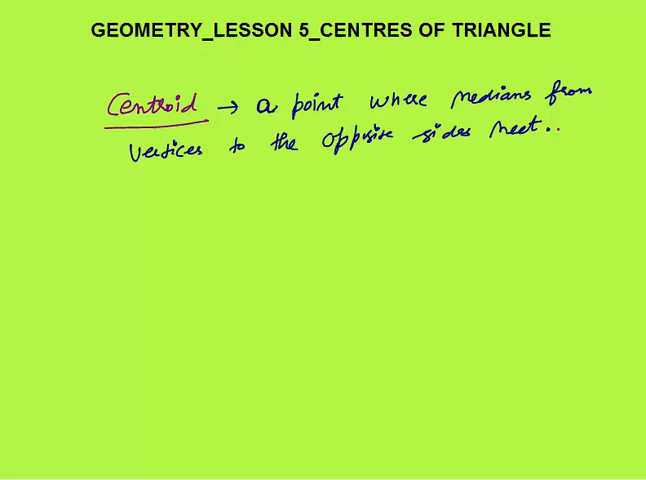 GEOMETRY_LESSON 5_CENTRES OF TRIANGLE
Centroid → a point where medians from
vertices to the opposite sides meet..